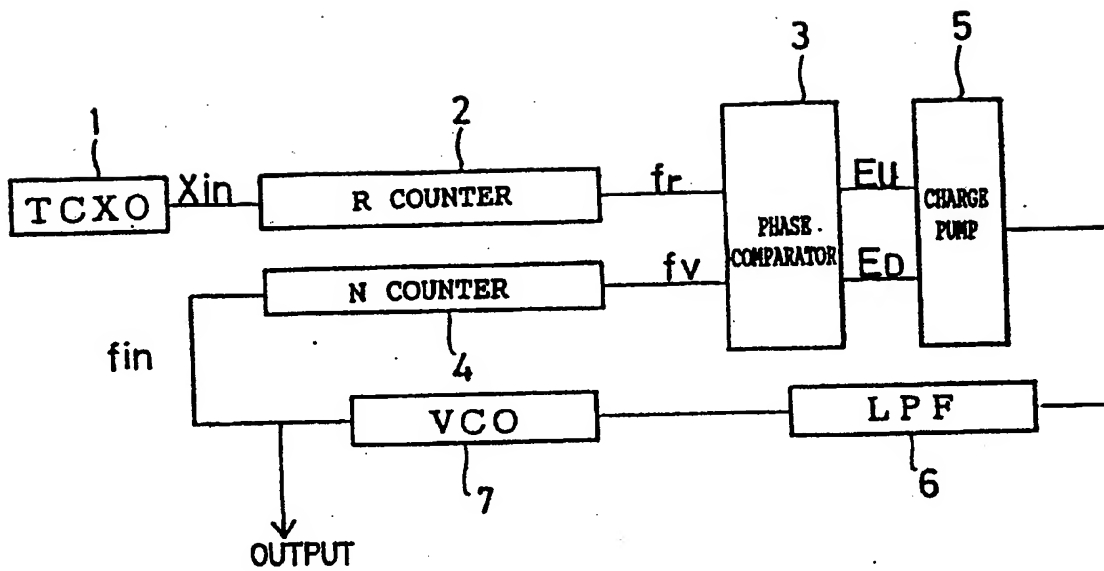 3
5
1
2
TCXO
Xin
R COUNTER
fr
PHASE
COMPARATOR
EU
CHARGE
PUMP
N COUNTER
fv
ED
fin
4
VCO
LPF
7
6
OUTPUT